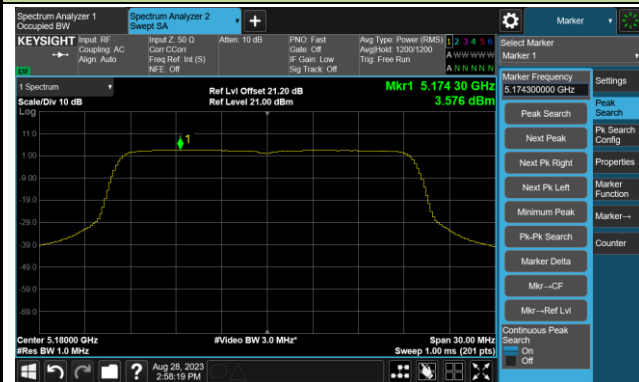 Spectrum Analyzer 1
Occupied BW
Spectrum Analyzer 2
Swept SA
Marker
KEYSIGHT
Input: RF
Coupling: AC
Align: Auto
Input Z: 50 Ω
Corr CCorr
Freq Ref: Int (S)
NFE: Off
Atten: 10 dB
PNO: Fast
Gate: Off
IF Gain: Low
Sig Track: Off
Avg Type: Power (RMS)
Avg|Hold: 1200/1200
Trig: Free Run
1 2 3 4 5 6
A W W W W W
A N N N N N
LXI
Select Marker
Marker 1
1 Spectrum
Scale/Div 10 dB
Log
Ref Lvl Offset 21.20 dB
Ref Level 21.00 dBm
Mkr1 5.174 30 GHz
3.576 dBm
1
11.0
1.00
-9.00
-19.0
-29.0
-39.0
-49.0
-59.0
-69.0
Center 5.18000 GHz
#Res BW 1.0 MHz
#Video BW 3.0 MHz*
Span 30.00 MHz
Sweep 1.00 ms (201 pts)
Marker Frequency
5.174300000 GHz
Peak Search
Next Peak
Next Pk Right
Next Pk Left
Minimum Peak
Pk-Pk Search
Marker Delta
Mkr→CF
Mkr→Ref Lvl
Continuous Peak
Search
On
Off
Settings
Peak
Search
Pk Search
Config
Properties
Marker
Function
Marker→
Counter
Aug 28, 2023
2:58:19 PM